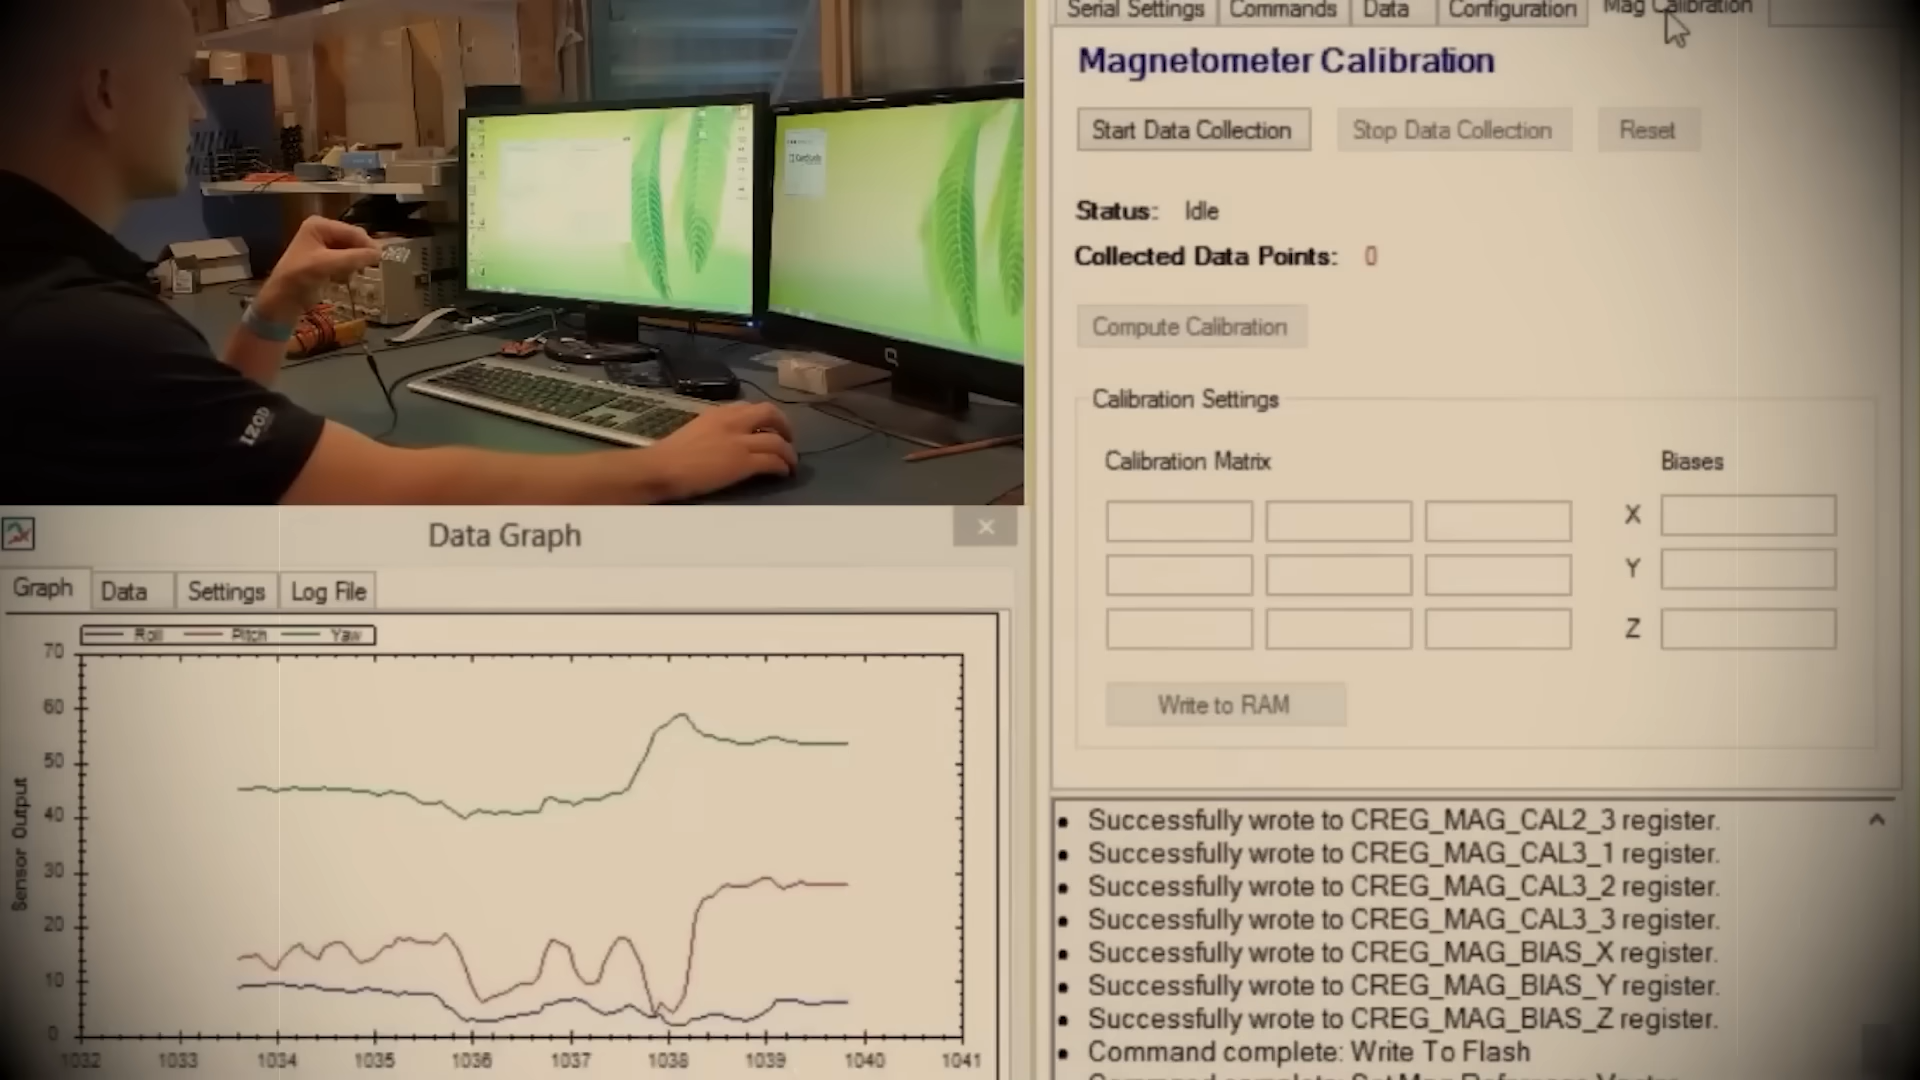 Serial Settings Commands Data Configuration Mag Calibration
Magnetometer Calibration
Start Data Collection Stop Data Collection Reset
Status: Idle
Collected Data Points: 0
Compute Calibration
Calibration Settings
Calibration Matrix Biases
X
Y
Z
Write to RAM
Successfully wrote to CREG_MAG_CAL2_3 register.
Successfully wrote to CREG_MAG_CAL3_1 register.
Successfully wrote to CREG_MAG_CAL3_2 register.
Successfully wrote to CREG_MAG_CAL3_3 register.
Successfully wrote to CREG_MAG_BIAS_X register.
Successfully wrote to CREG_MAG_BIAS_Y register.
Successfully wrote to CREG_MAG_BIAS_Z register.
Command complete: Write To Flash
IZOD
Data Graph
Graph Data Settings Log File
Roll Pitch Yaw
70
60
50
40
30
20
10
0
Sensor Output
1032 1033 1034 1035 1036 1037 1038 1039 1040 1041